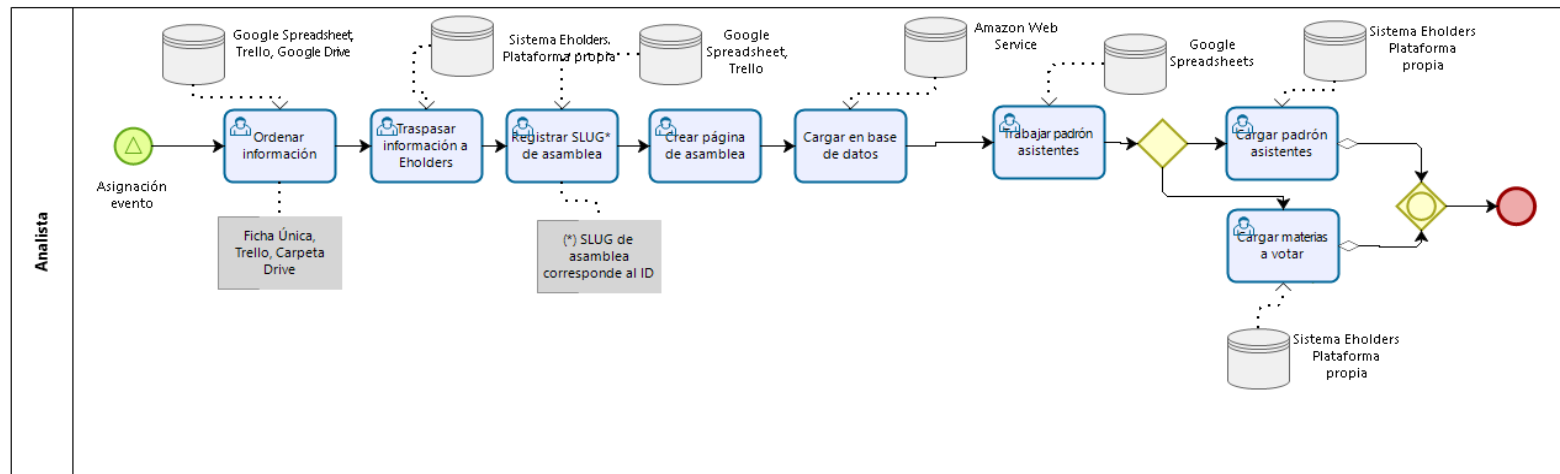 Analista
Asignación
evento
Google Spreadsheet,
Trello, Google Drive
Ordenar
información
Ficha Única,
Trello, Carpeta
Drive
Sistema Eholders.
Plataforma propia
Traspasar
información a
Eholders
Google
Spreadsheet,
Trello
Registrar SLUG*
de asamblea
(*) SLUG de
asamblea
corresponde al ID
Crear página
de asamblea
Amazon Web
Service
Cargar en base
de datos
Google
Spreadsheets
Trabajar padrón
asistentes
Sistema Eholders
Plataforma
propia
Cargar padrón
asistentes
Cargar materias
a votar
Sistema Eholders
Plataforma
propia